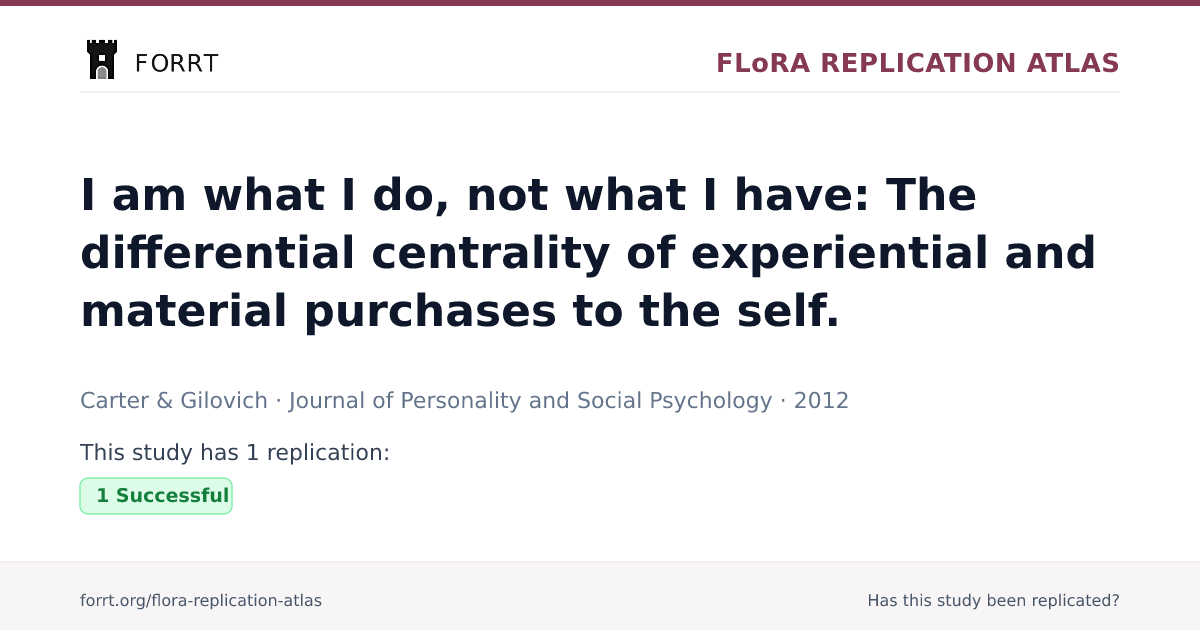 FORRT
FLoRA REPLICATION ATLAS
I am what I do, not what I have: The
differential centrality of experiential and
material purchases to the self.
Carter & Gilovich · Journal of Personality and Social Psychology · 2012
This study has 1 replication:
1 Successful
forrt.org/flora-replication-atlas
Has this study been replicated?